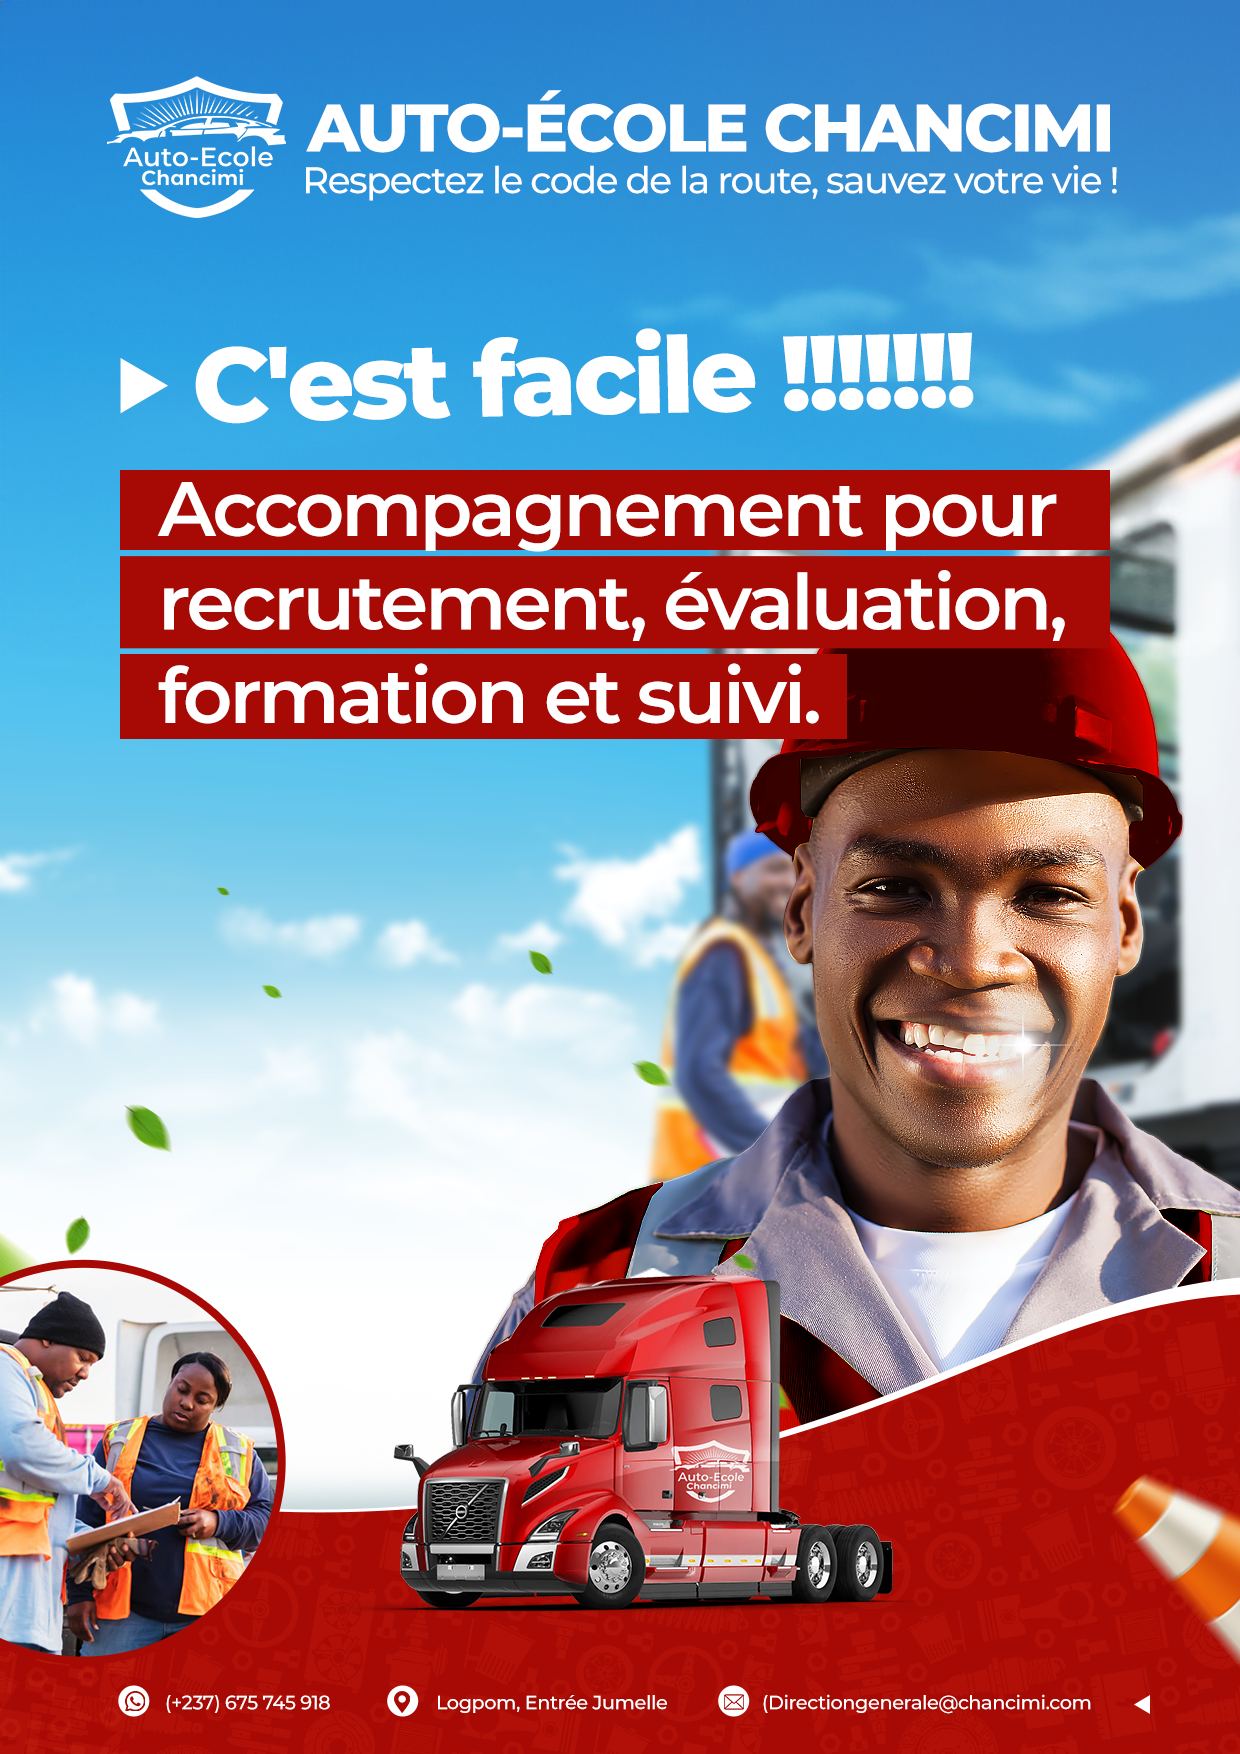 Auto-Ecole
Chancimi
AUTO-ÉCOLE CHANCIMI
Respectez le code de la route, sauvez votre vie !
C'est facile !!!!!!!
Accompagnement pour
recrutement, évaluation,
formation et suivi.
Auto-Ecole
Chancimi
(+237) 675 745 918
Logpom, Entrée Jumelle
(Directiongenerale@chancimi.com